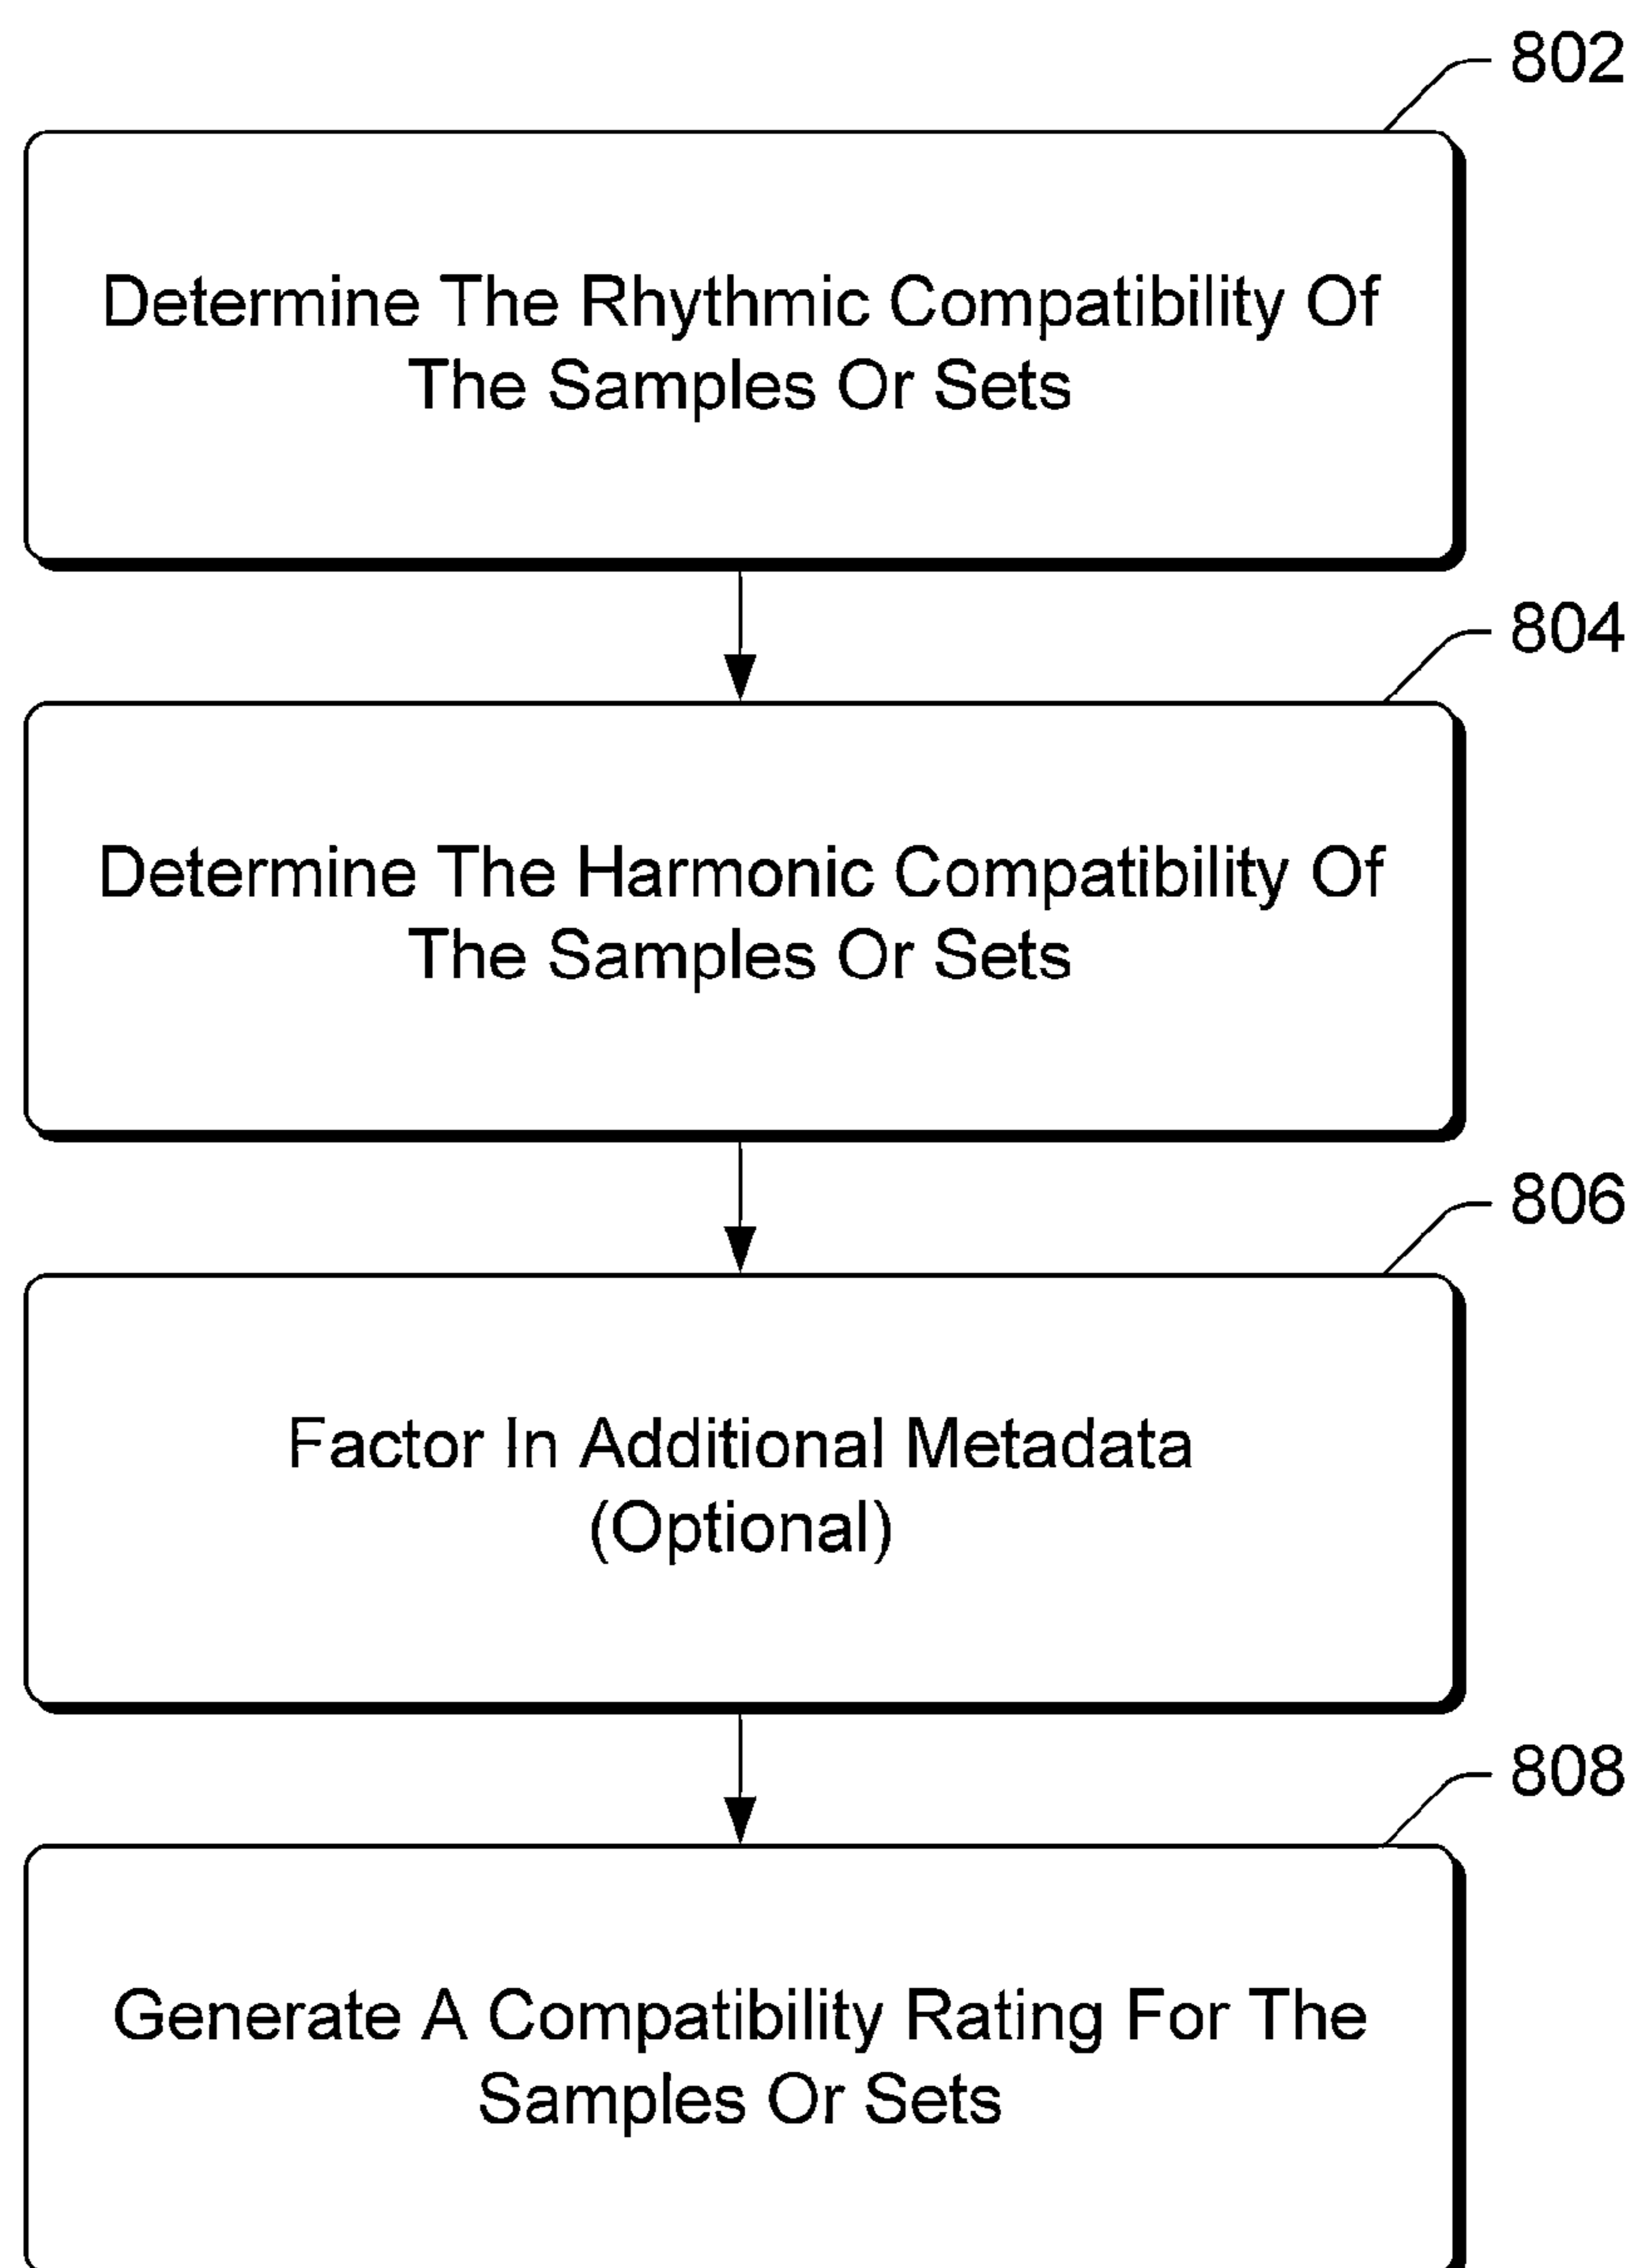 802
Determine The Rhythmic Compatibility Of
The Samples Or Sets
804
Determine The Harmonic Compatibility Of
The Samples Or Sets
806
Factor In Additional Metadata
(Optional)
808
Generate A Compatibility Rating For The
Samples Or Sets